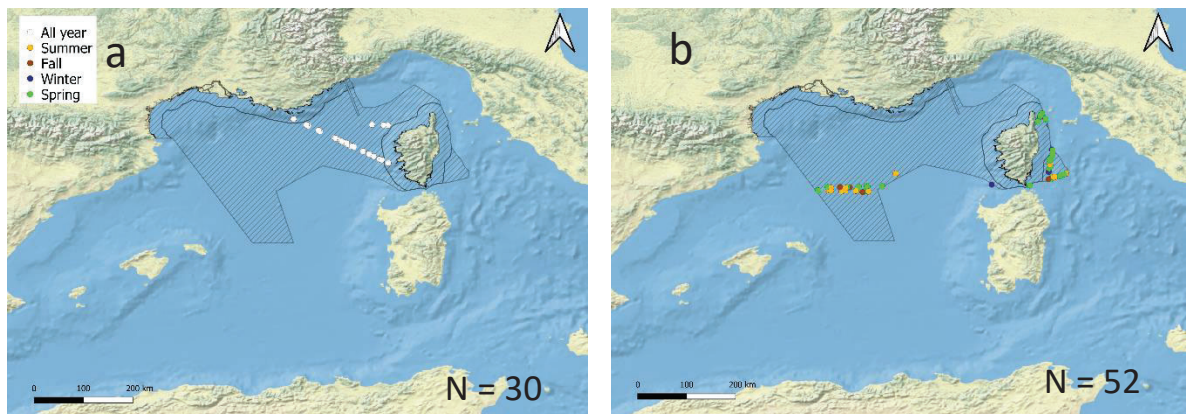 All year
Summer
Fall
Winter
Spring
a
0 100 200 km
N = 30
b
0 100 200 km
N = 52